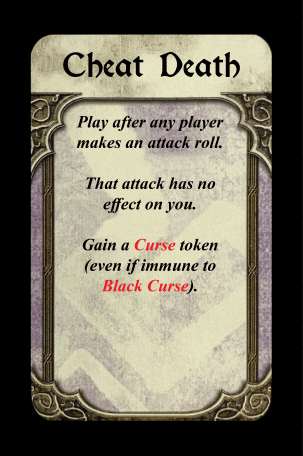 Cheat Death
Play after any player
makes an attack roll.
That attack has no
effect on you.
Gain a Curse token
(even if immune to
Black Curse).